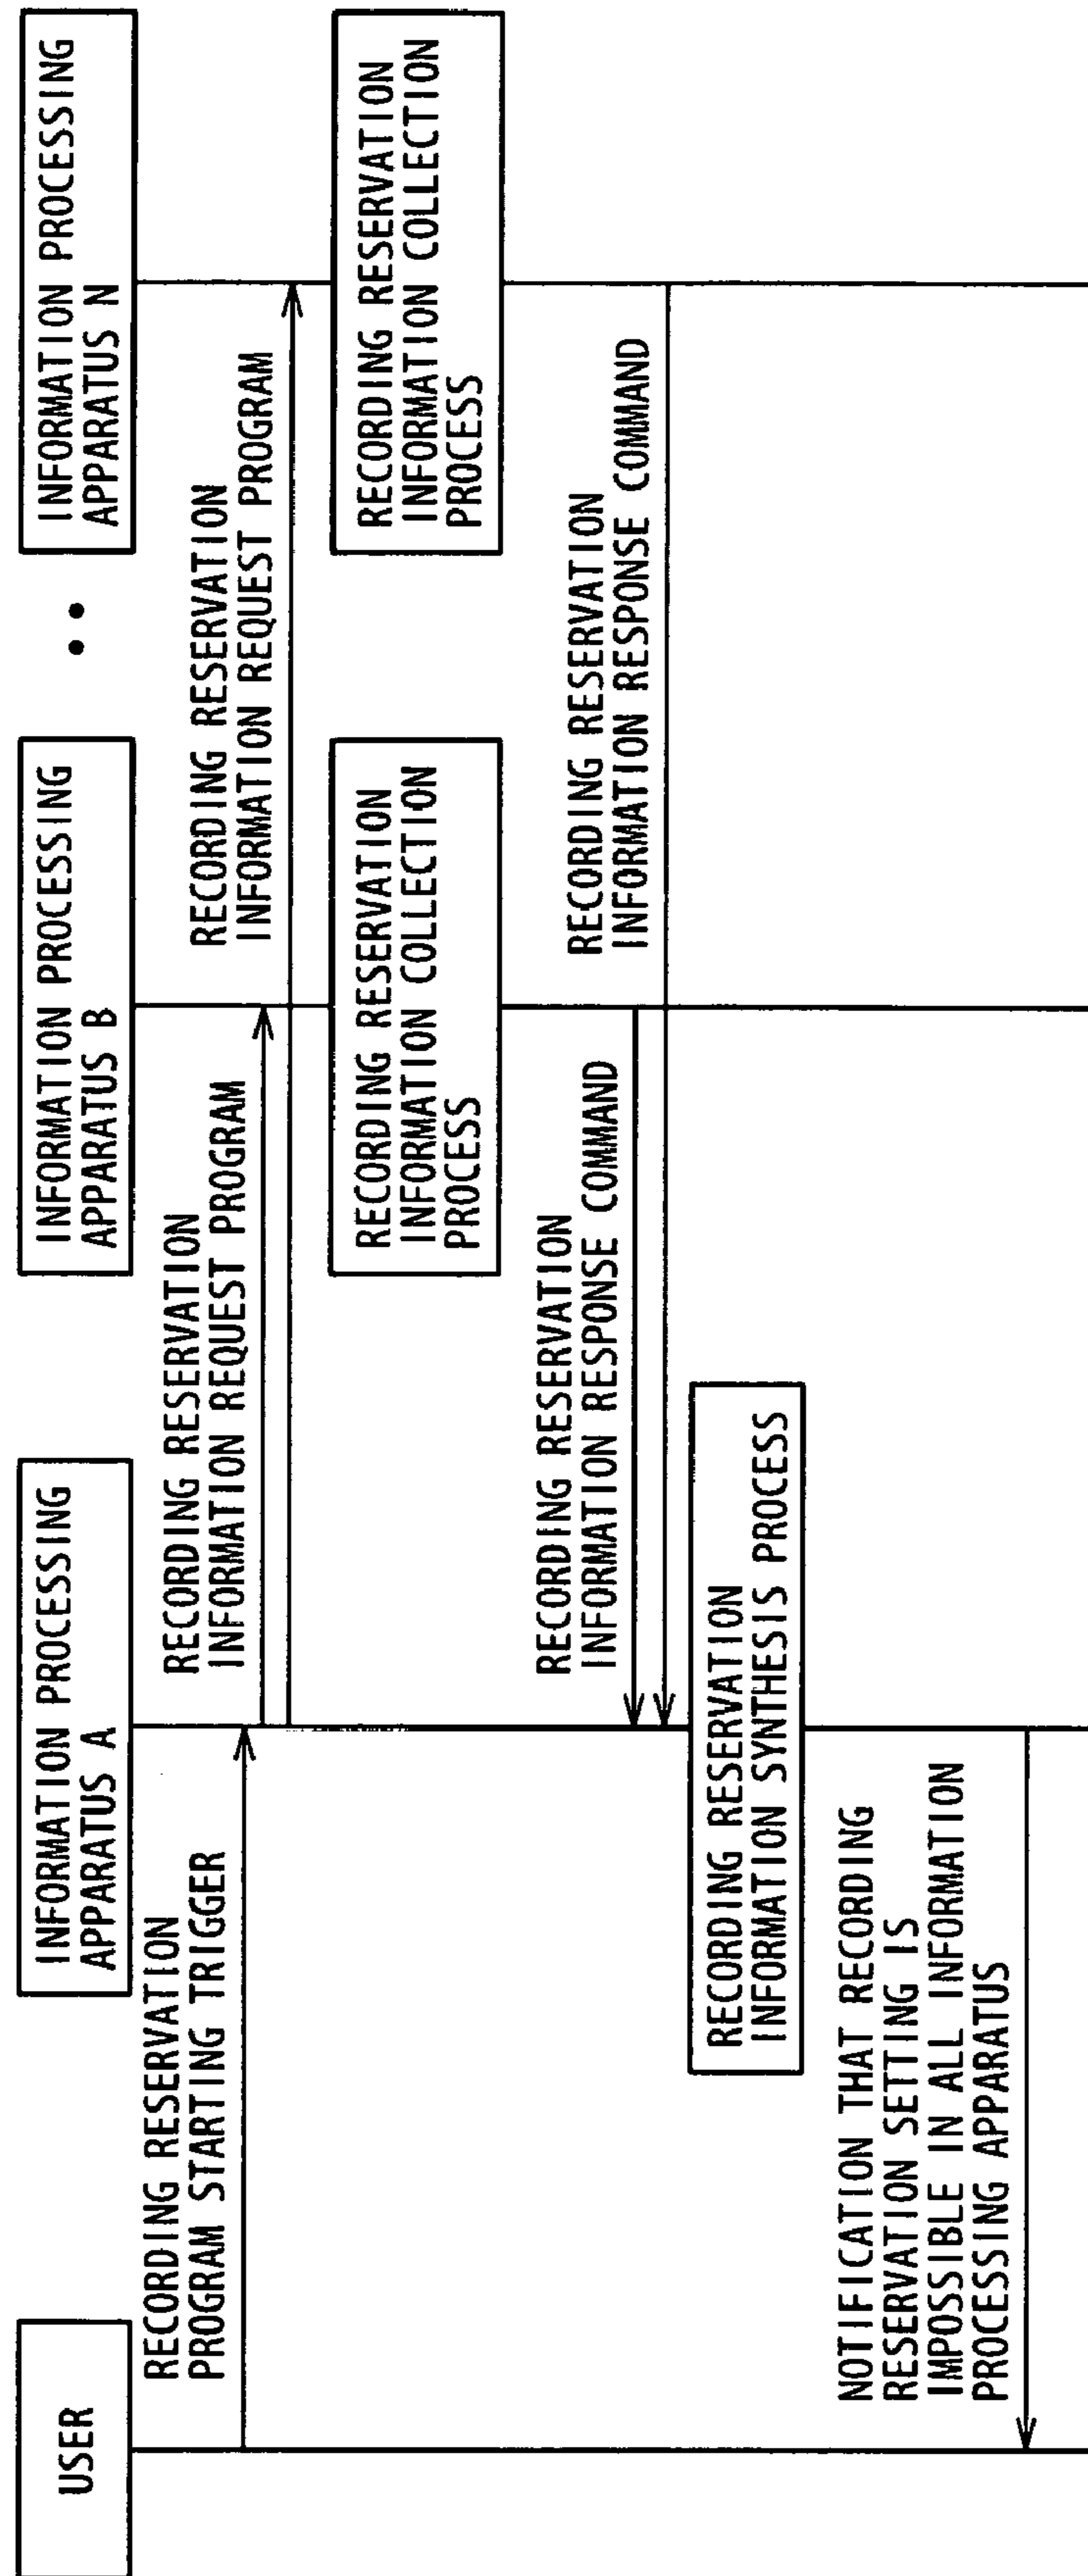 USER
INFORMATION PROCESSING
APPARATUS A
INFORMATION PROCESSING
APPARATUS B
INFORMATION PROCESSING
APPARATUS N
RECORDING RESERVATION
PROGRAM STARTING TRIGGER
RECORDING RESERVATION
INFORMATION REQUEST PROGRAM
RECORDING RESERVATION
INFORMATION REQUEST PROGRAM
RECORDING RESERVATION
INFORMATION COLLECTION
PROCESS
RECORDING RESERVATION
INFORMATION COLLECTION
PROCESS
RECORDING RESERVATION
INFORMATION RESPONSE COMMAND
RECORDING RESERVATION
INFORMATION RESPONSE COMMAND
RECORDING RESERVATION
INFORMATION SYNTHESIS PROCESS
NOTIFICATION THAT RECORDING
RESERVATION SETTING IS
IMPOSSIBLE IN ALL INFORMATION
PROCESSING APPARATUS